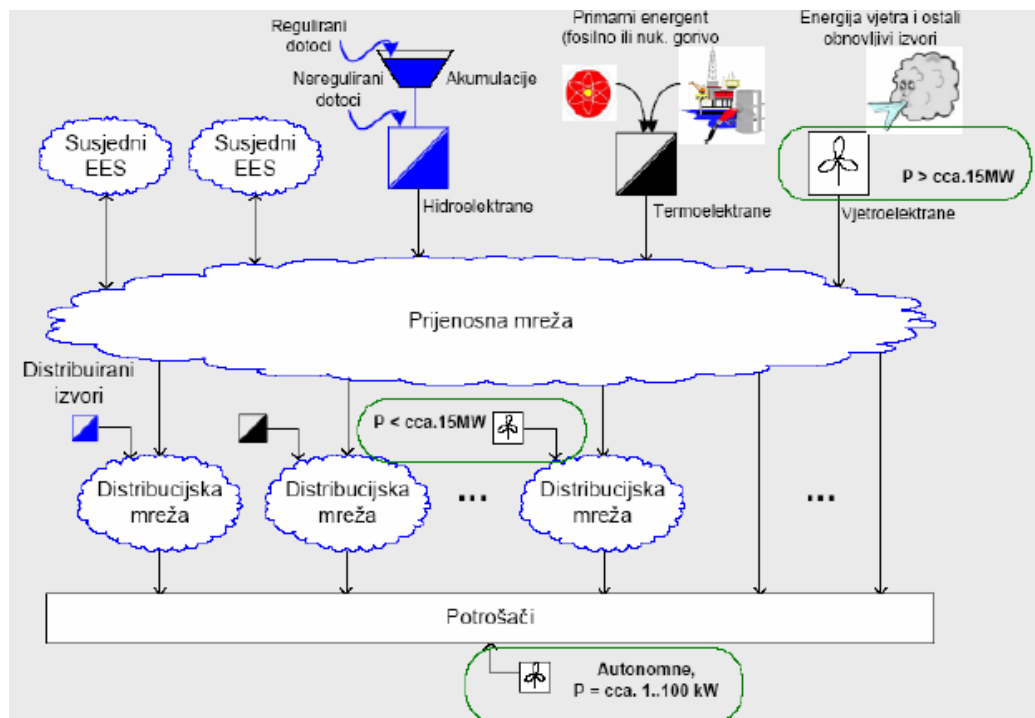 Regulirani
dotoci
Neregulirani
dotoci
Akumulacije
Primarni energent
(fosilno ili nuk. gorivo
Energija vjetra i ostali
obnovljivi izvori
Susjedni
EES
Susjedni
EES
P > cca.15MW
Hidroelektrane
Termoelektrane
Vjetroelektrane
Prijenosna mreža
Distribuirani
izvori
P < cca.15MW
Distribucijska
mreža
Distribucijska
mreža
...
Distribucijska
mreža
...
Potrošači
Autonomne,
P = cca. 1..100 kW